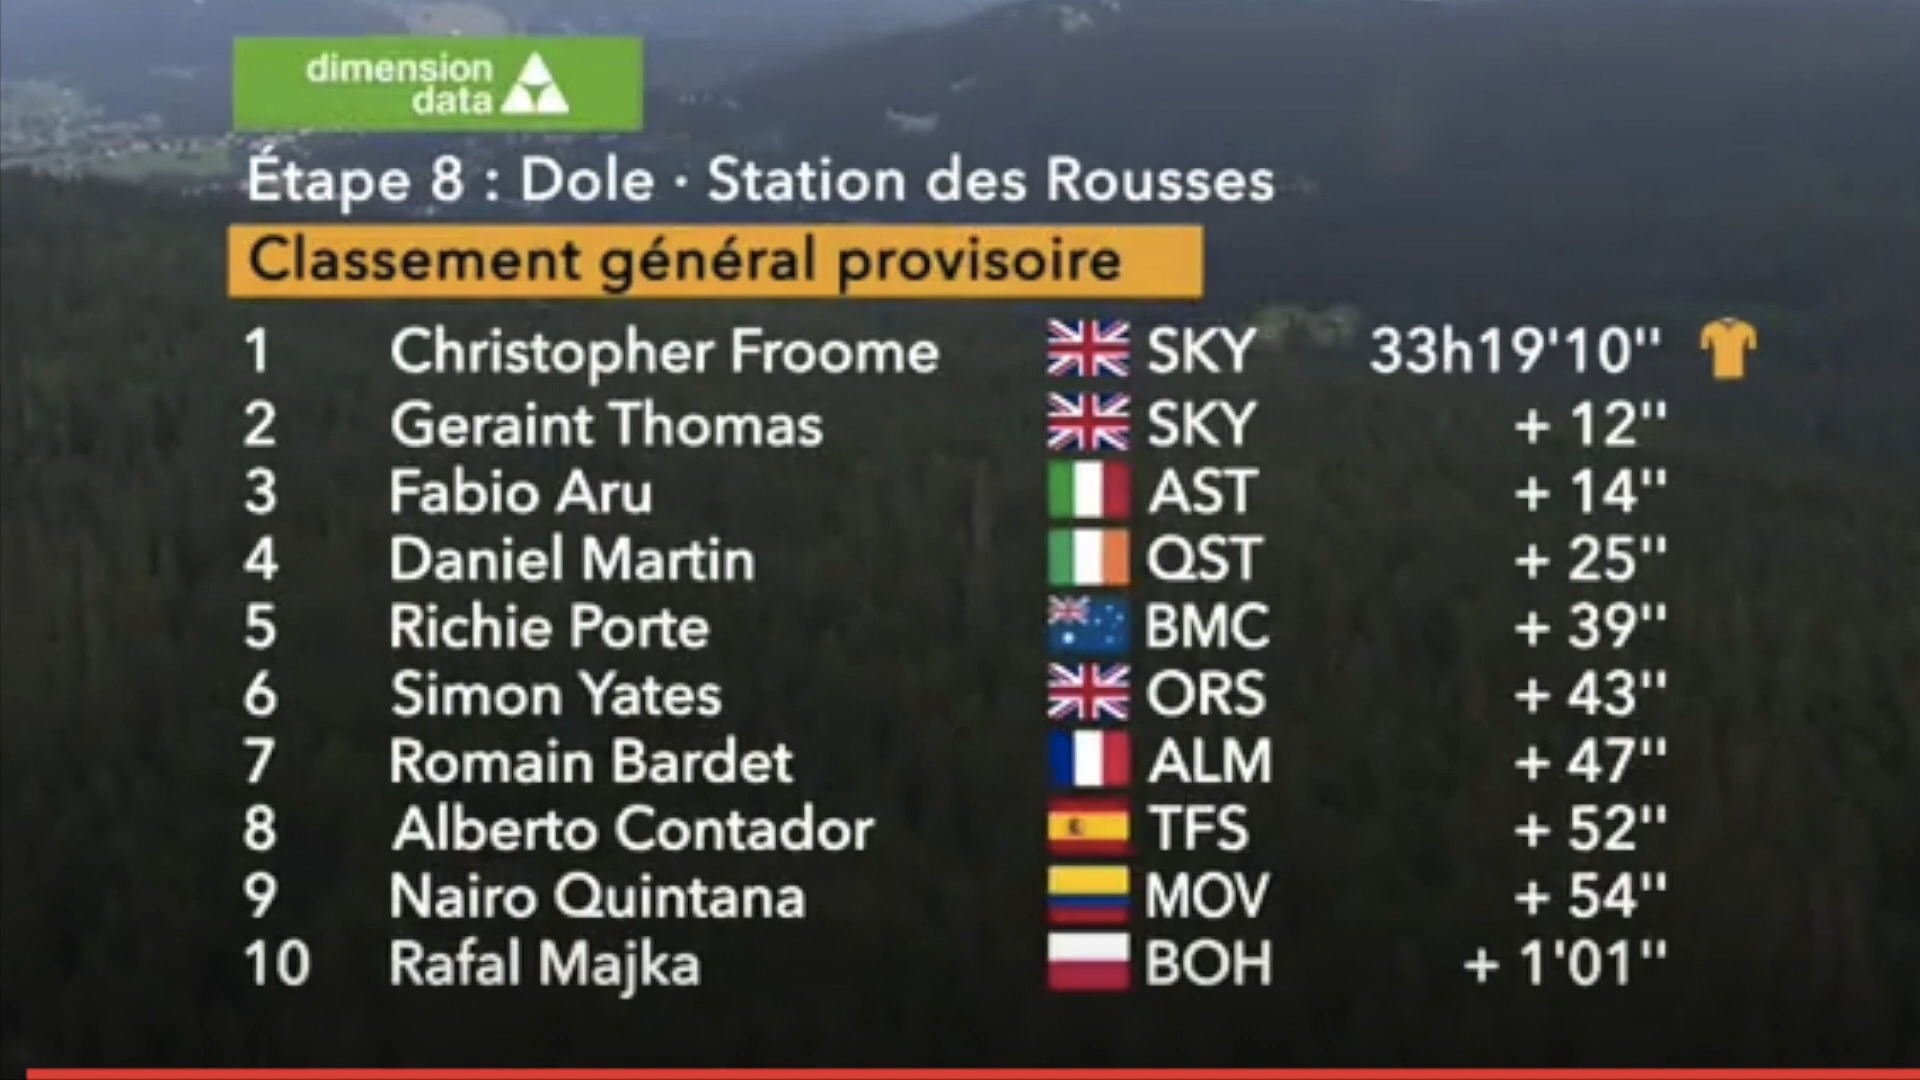 dimension
data
Étape 8 : Dole · Station des Rousses
Classement général provisoire
1 Christopher Froome SKY 33h19'10''
2 Geraint Thomas SKY + 12''
3 Fabio Aru AST + 14''
4 Daniel Martin QST + 25''
5 Richie Porte BMC + 39''
6 Simon Yates ORS + 43''
7 Romain Bardet ALM + 47''
8 Alberto Contador TFS + 52''
9 Nairo Quintana MOV + 54''
10 Rafal Majka BOH + 1'01''